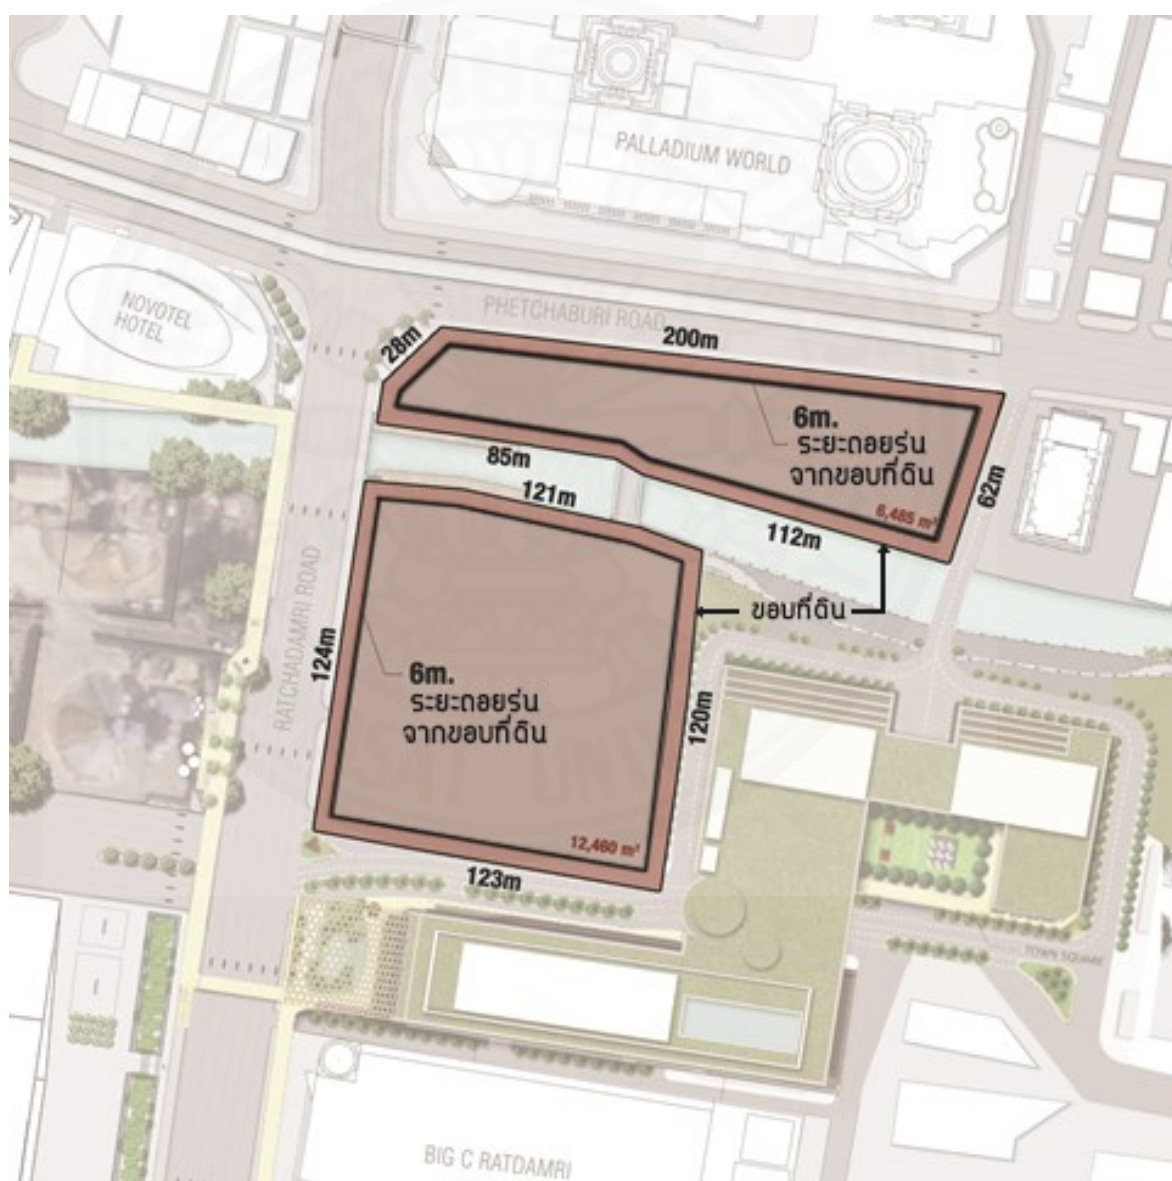 PALLADIUM WORLD
NOVOTEL
HOTEL
PHETCHABURI ROAD
28m
200m
6m.
ระยะถอยร่น
จากขอบที่ดิน
85m
121m
62m
6,485 m²
112m
RATCHADAMRI ROAD
ขอบที่ดิน
124m
6m.
ระยะถอยร่น
จากขอบที่ดิน
120m
12,460 m²
123m
TOWN SQUARE
BIG C RATDAMRI